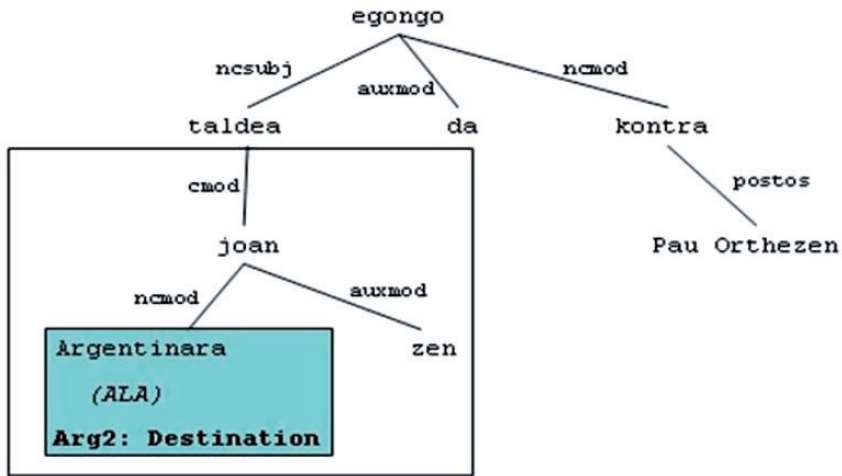 egongo
ncsubj auxmod ncmod
taldea da kontra
cmod postos
joan Pau Orthezen
ncmod auxmod
Argentinara zen
(ALA)
Arg2: Destination